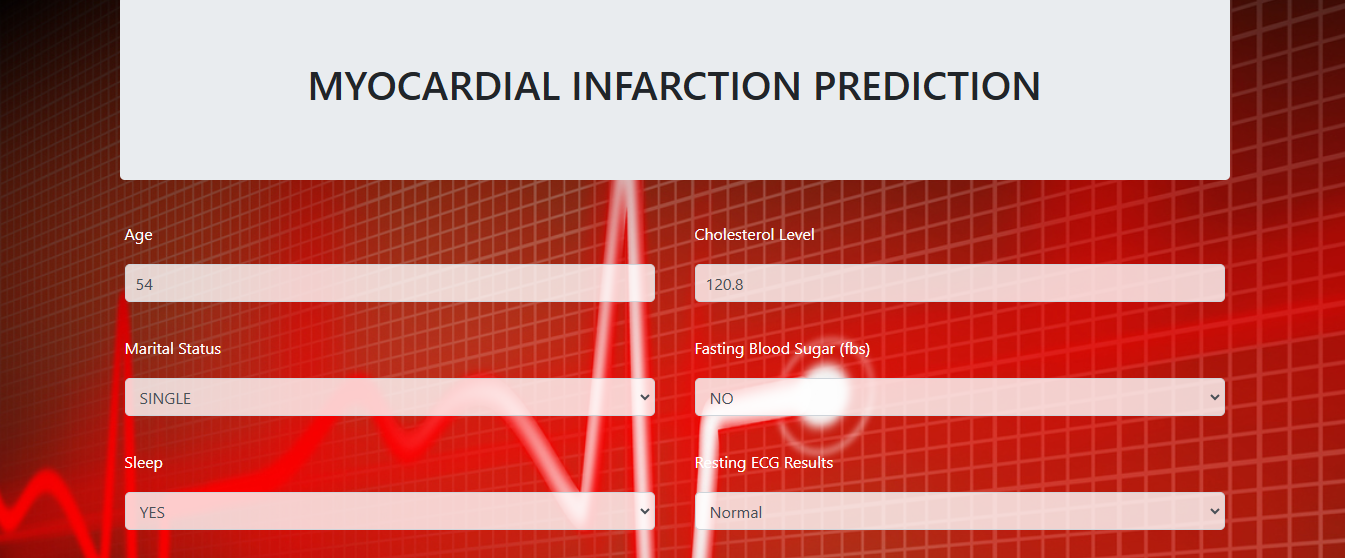 MYOCARDIAL INFARCTION PREDICTION
Age
Cholesterol Level
54
120.8
Marital Status
Fasting Blood Sugar (fbs)
SINGLE
NO
Sleep
Resting ECG Results
YES
Normal